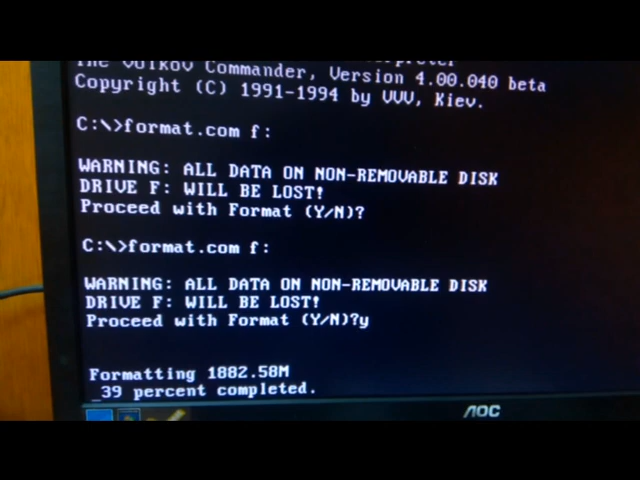 The Volkov Commander, Version 4.00.040 beta
Copyright (C) 1991-1994 by VVV, Kiev.
C:\>format.com f:
WARNING: ALL DATA ON NON-REMOVABLE DISK
DRIVE F: WILL BE LOST!
Proceed with Format (Y/N)?
C:\>format.com f:
WARNING: ALL DATA ON NON-REMOVABLE DISK
DRIVE F: WILL BE LOST!
Proceed with Format (Y/N)?y
Formatting 1882.58M
_39 percent completed.
AOC